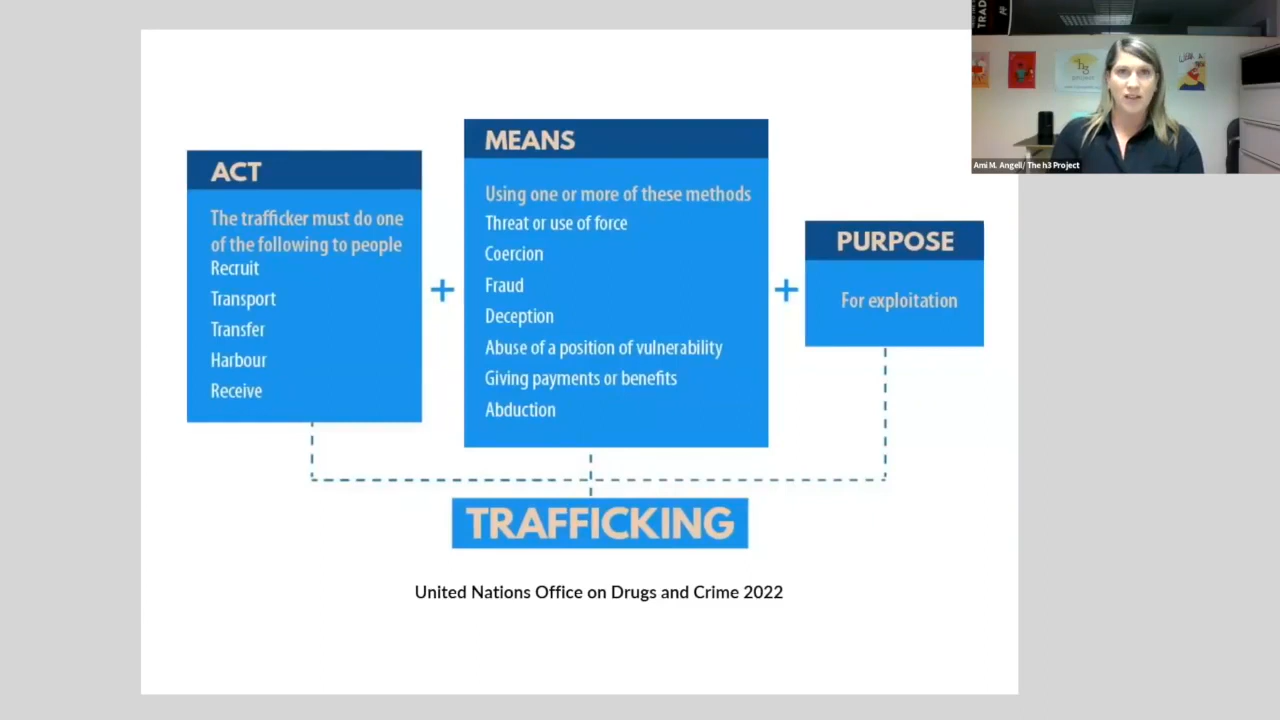 ACT
The trafficker must do one
of the following to people
Recruit
Transport
Transfer
Harbour
Receive
+
MEANS
Using one or more of these methods
Threat or use of force
Coercion
Fraud
Deception
Abuse of a position of vulnerability
Giving payments or benefits
Abduction
+
PURPOSE
For exploitation
TRAFFICKING
United Nations Office on Drugs and Crime 2022
TRAD
h3
Ami M. Angell/ The h3 Project